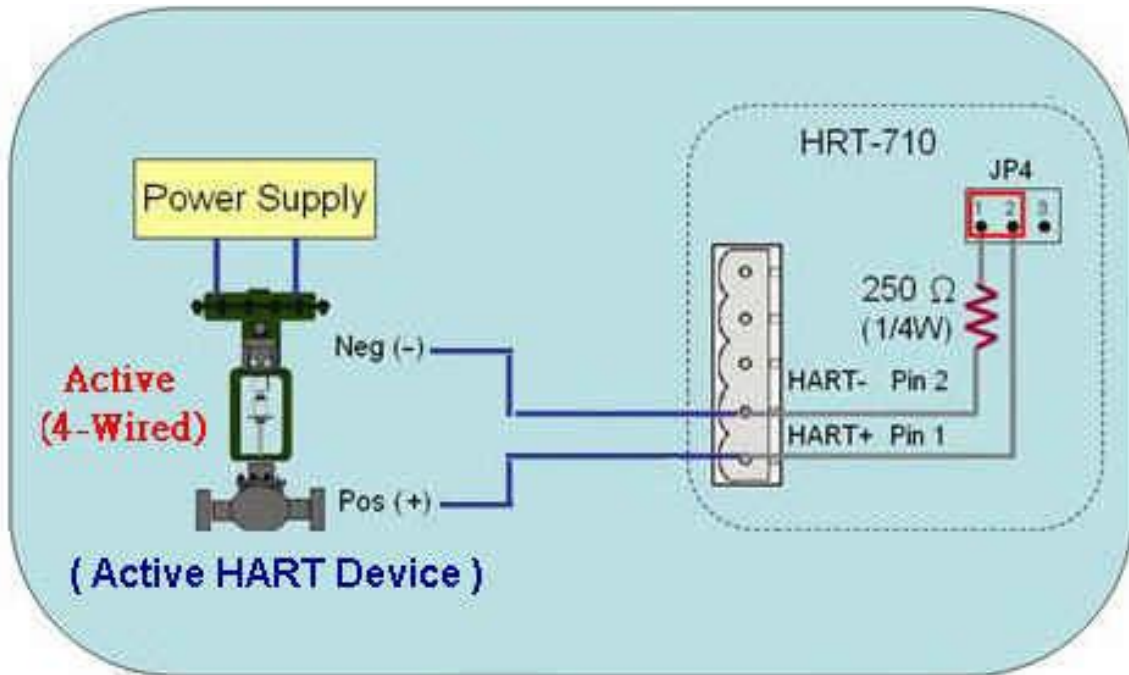 HRT-710
JP4
1 2 3
Power Supply
250 Ω
(1/4W)
Neg (-)
Active
(4-Wired)
HART- Pin 2
HART+ Pin 1
Pos (+)
( Active HART Device )